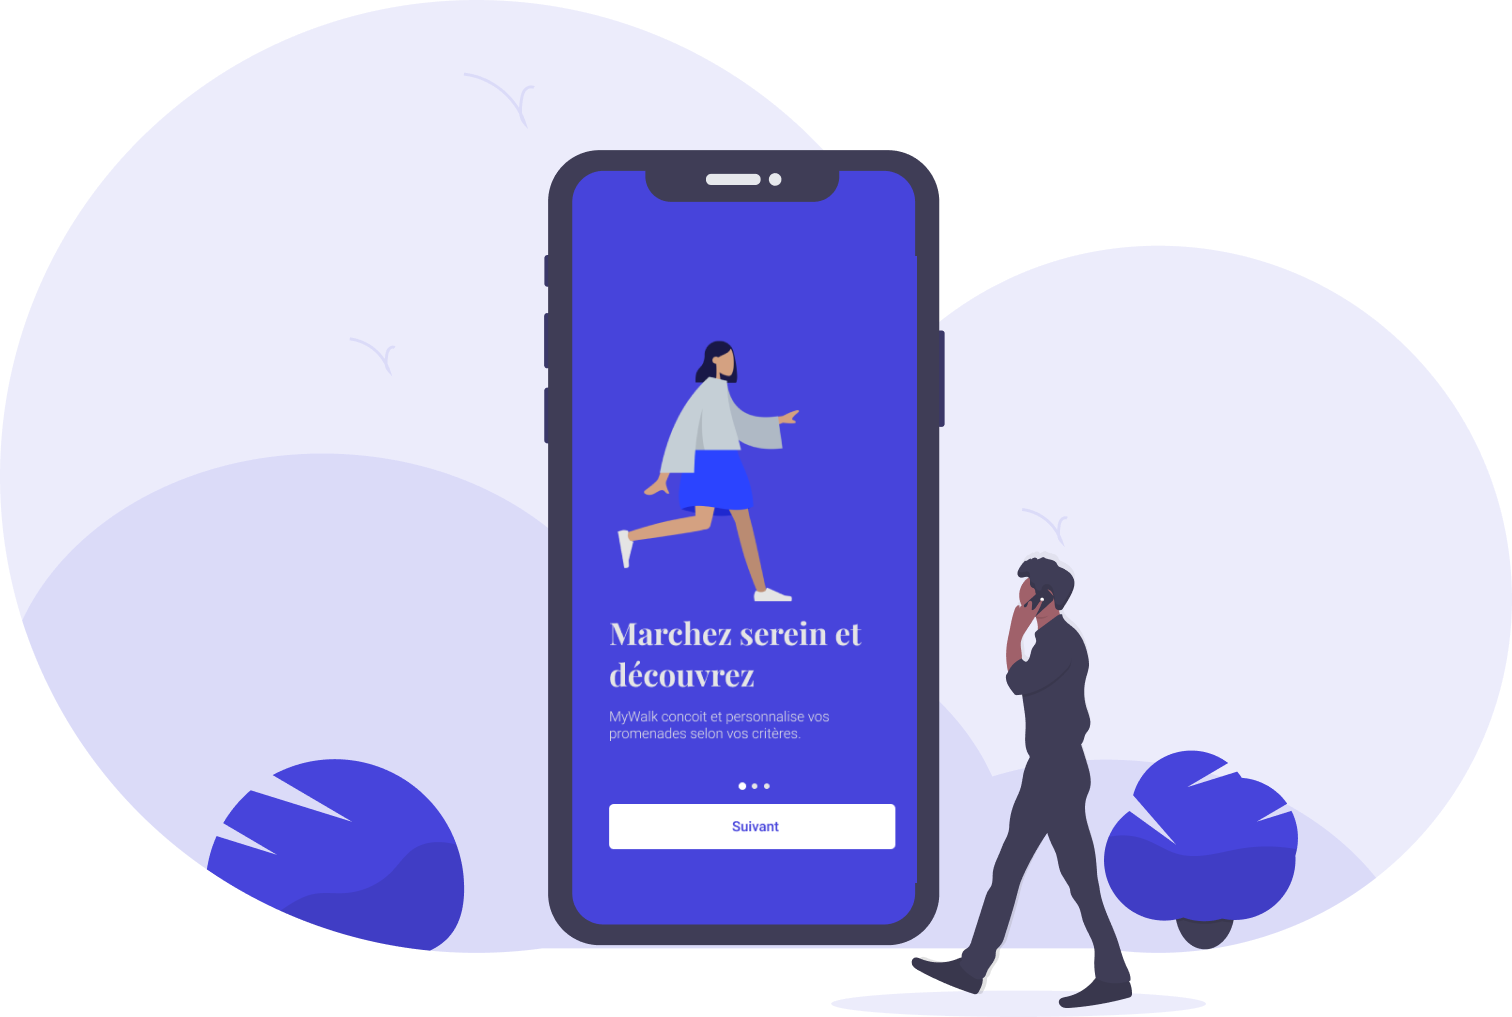 Marchez serein et
découvrez
MyWalk concoit et personnalise vos
promenades selon vos critères.
Suivant